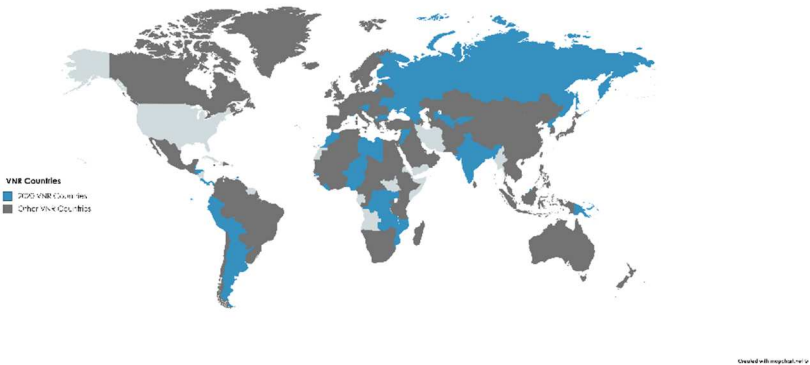 VNR Countries
2020 VNR Countries
Other VNR Countries
Created with mapchart.net ©